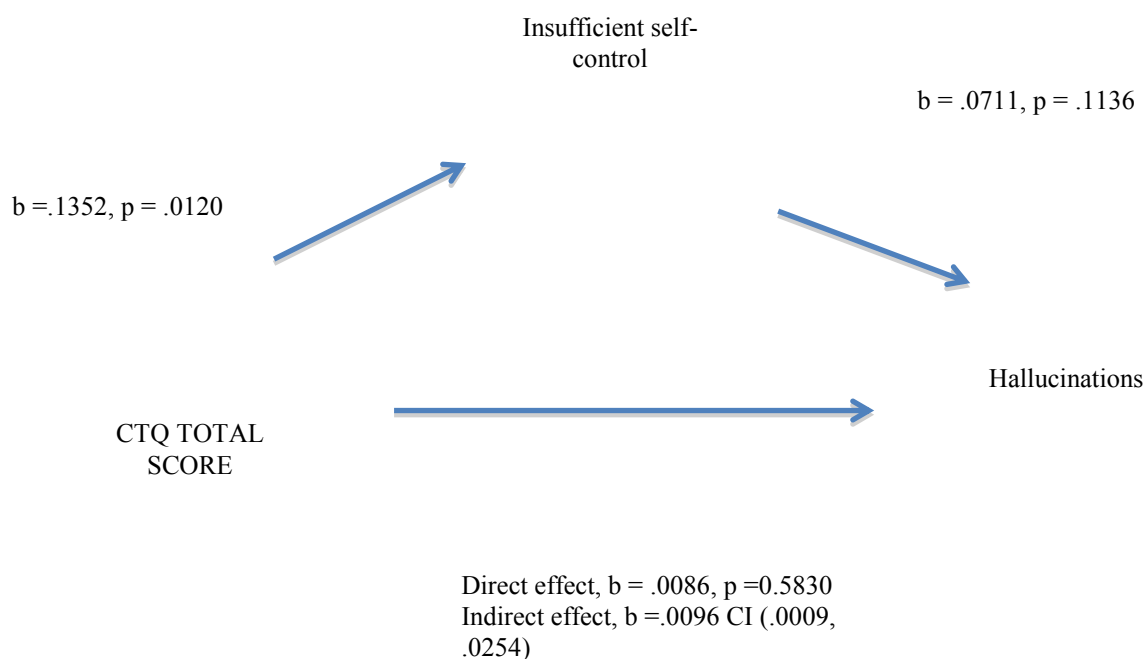 Insufficient self-
control
b = .0711, p = .1136
b =.1352, p = .0120
Hallucinations
CTQ TOTAL
SCORE
Direct effect, b = .0086, p =0.5830
Indirect effect, b =.0096 CI (.0009,
.0254)